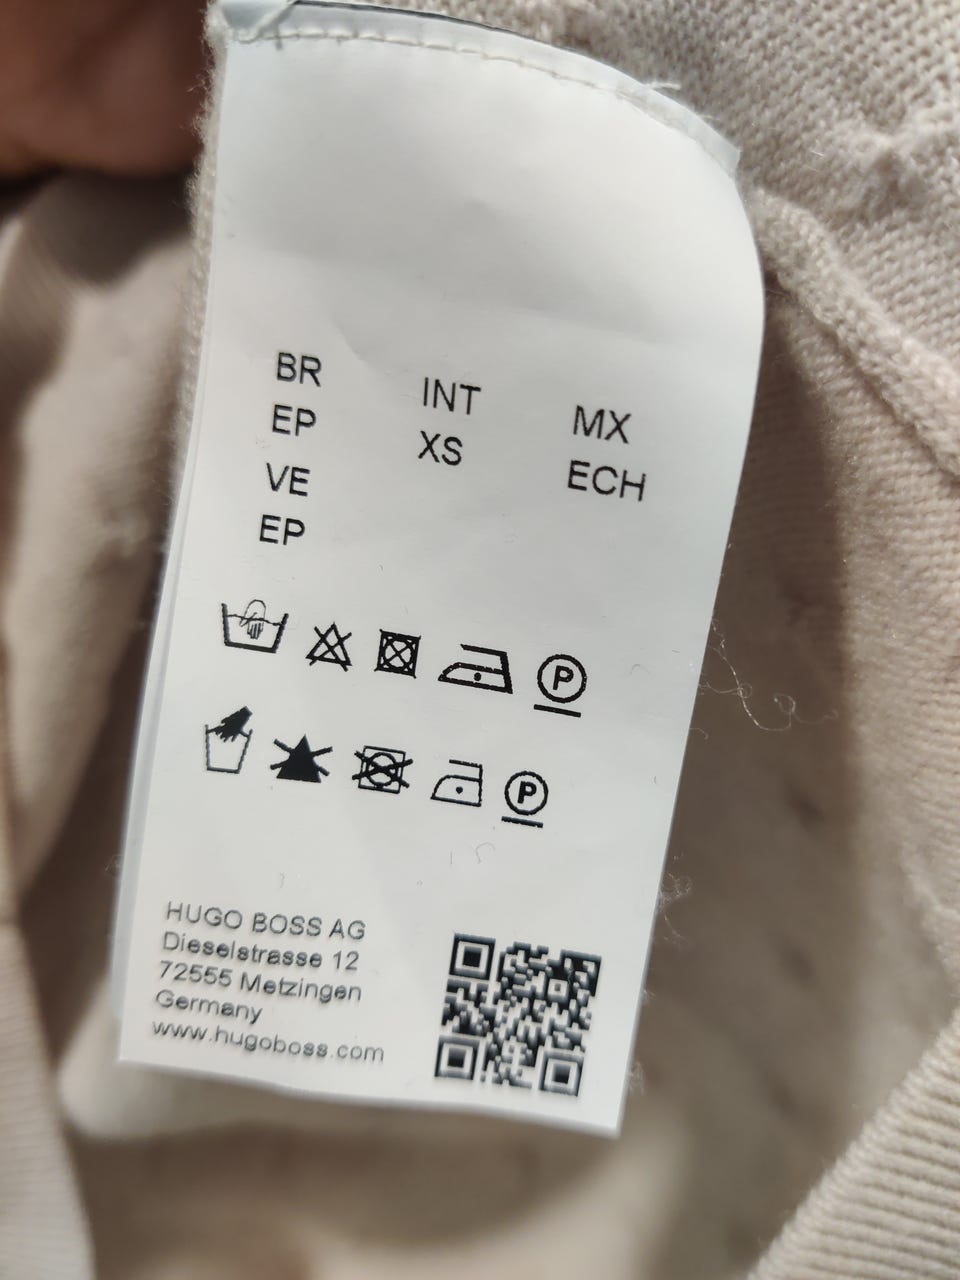 BR
EP
VE
EP
INT
XS
MX
ECH
P
P
HUGO BOSS AG
Dieselstrasse 12
72555 Metzingen
Germany
www.hugoboss.com